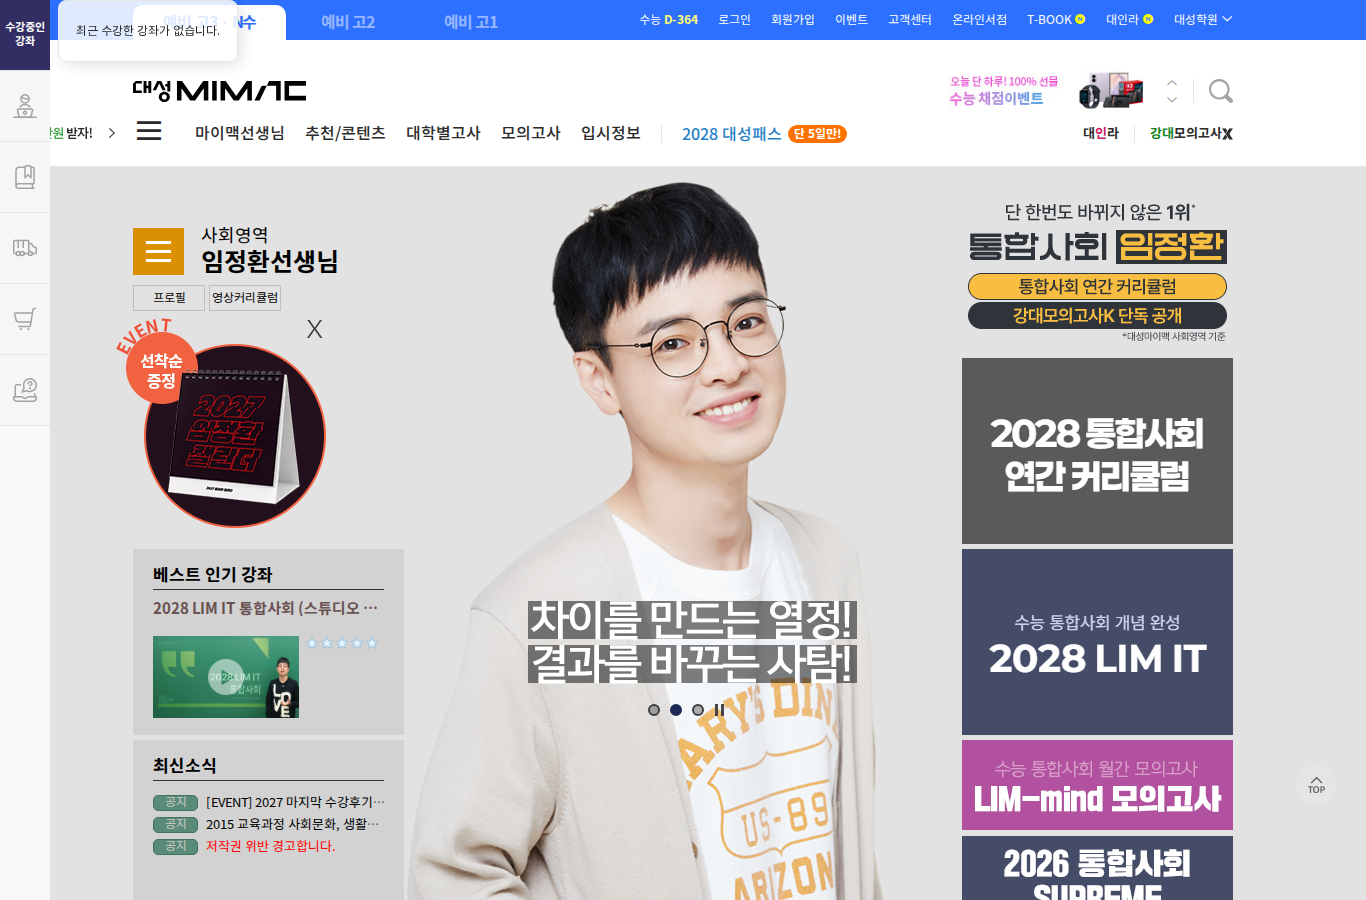 수강중인
강좌
최근 수강한 강좌가 없습니다.
예비 고3 · N수
예비 고2
예비 고1
수능 D-364
로그인
회원가입
이벤트
고객센터
온라인서점
T-BOOK N
대인라 N
대성학원
대성 MIMAC
오늘 단 하루! 100% 선물
수능 채점이벤트
만원 받자!
마이맥선생님
추천/콘텐츠
대학별고사
모의고사
입시정보
2028 대성패스
단 5일만!
대인라
강대모의고사X
사회영역
임정환선생님
프로필
영상커리큘럼
X
EVENT
선착순
증정
2027
임정환
캘린더
베스트 인기 강좌
2028 LIM IT 통합사회 (스튜디오 …
2028 LIM IT
통합사회
LOVE
최신소식
공지 [EVENT] 2027 마지막 수강후기…
공지 2015 교육과정 사회문화, 생활…
공지 저작권 위반 경고합니다.
차이를 만드는 열정!
결과를 바꾸는 사탐!
ARY'S DIN
US-89
ARIZON
단 한번도 바뀌지 않은 1위*
통합사회 임정환
통합사회 연간 커리큘럼
강대모의고사K 단독 공개
*대성마이맥 사회영역 기준
2028 통합사회
연간 커리큘럼
수능 통합사회 개념 완성
2028 LIM IT
수능 통합사회 월간 모의고사
LIM-mind 모의고사
2026 통합사회
SUPREME
TOP